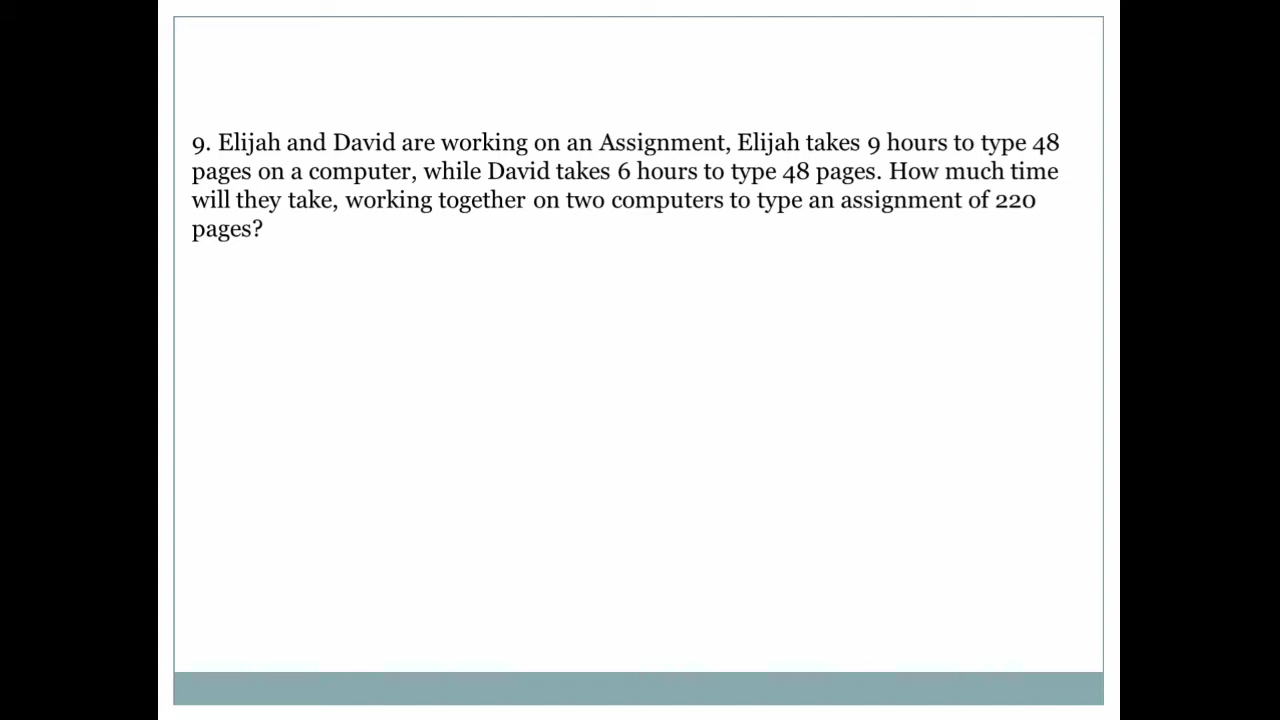 9. Elijah and David are working on an Assignment, Elijah takes 9 hours to type 48
pages on a computer, while David takes 6 hours to type 48 pages. How much time
will they take, working together on two computers to type an assignment of 220
pages?